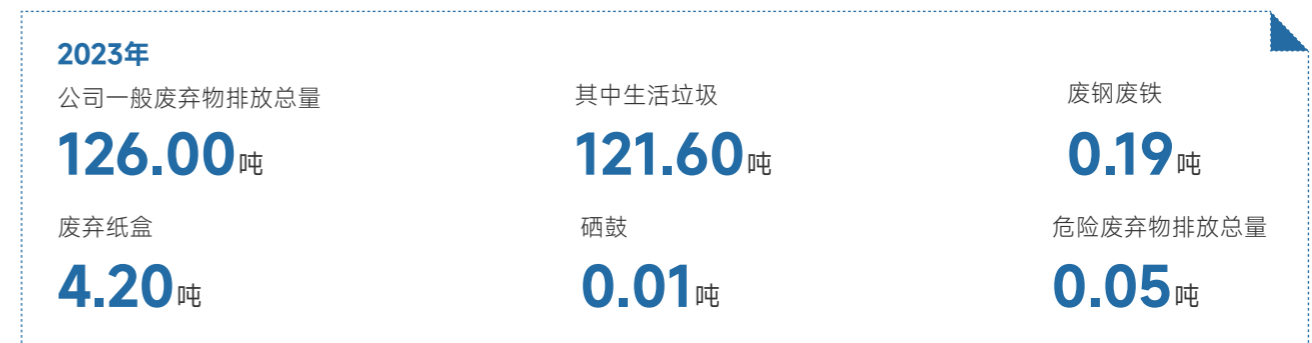 2023年
公司一般废弃物排放总量
其中生活垃圾
废钢废铁
126.00吨
121.60吨
0.19吨
废弃纸盒
硒鼓
危险废弃物排放总量
4.20吨
0.01吨
0.05吨